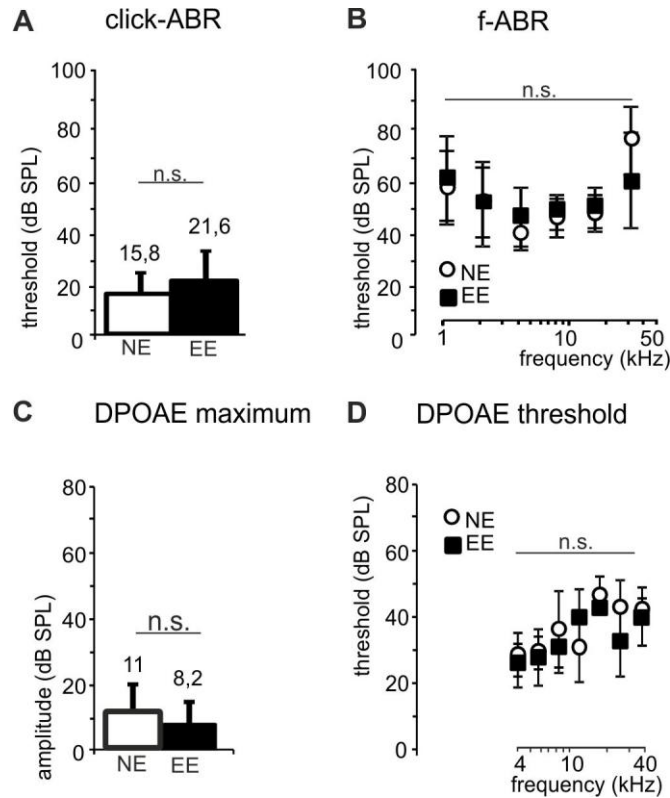 A click-ABR
threshold (dB SPL)
100
80
60
40
20
0
n.s.
15,8
21,6
NE EE
B f-ABR
threshold (dB SPL)
100
80
60
40
20
0
n.s.
NE
EE
1 10 50
frequency (kHz)
C DPOAE maximum
amplitude (dB SPL)
80
60
40
20
0
n.s.
11
8,2
NE EE
D DPOAE threshold
threshold (dB SPL)
80
60
40
20
0
NE
EE
n.s.
4 10 40
frequency (kHz)